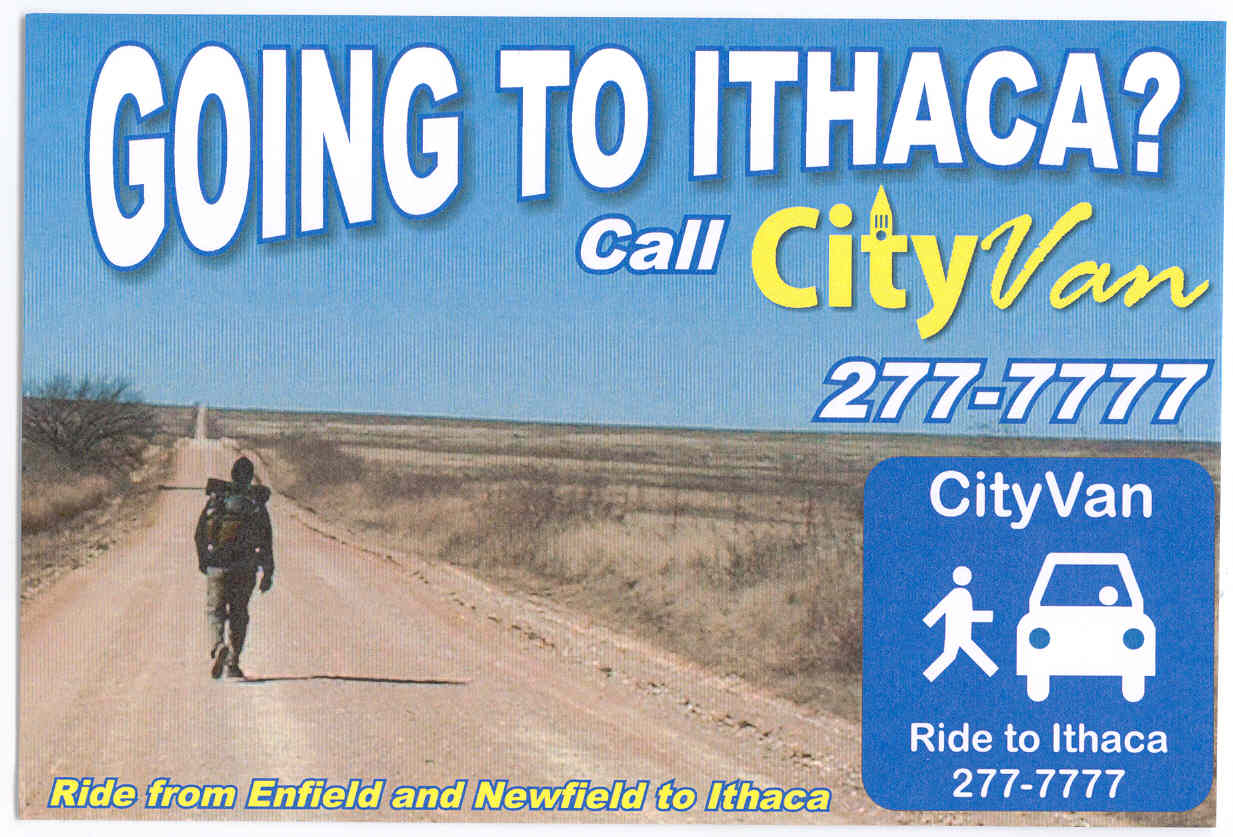 GOING TO ITHACA?
Call CityVan
277-7777
CityVan
Ride to Ithaca
277-7777
Ride from Enfield and Newfield to Ithaca